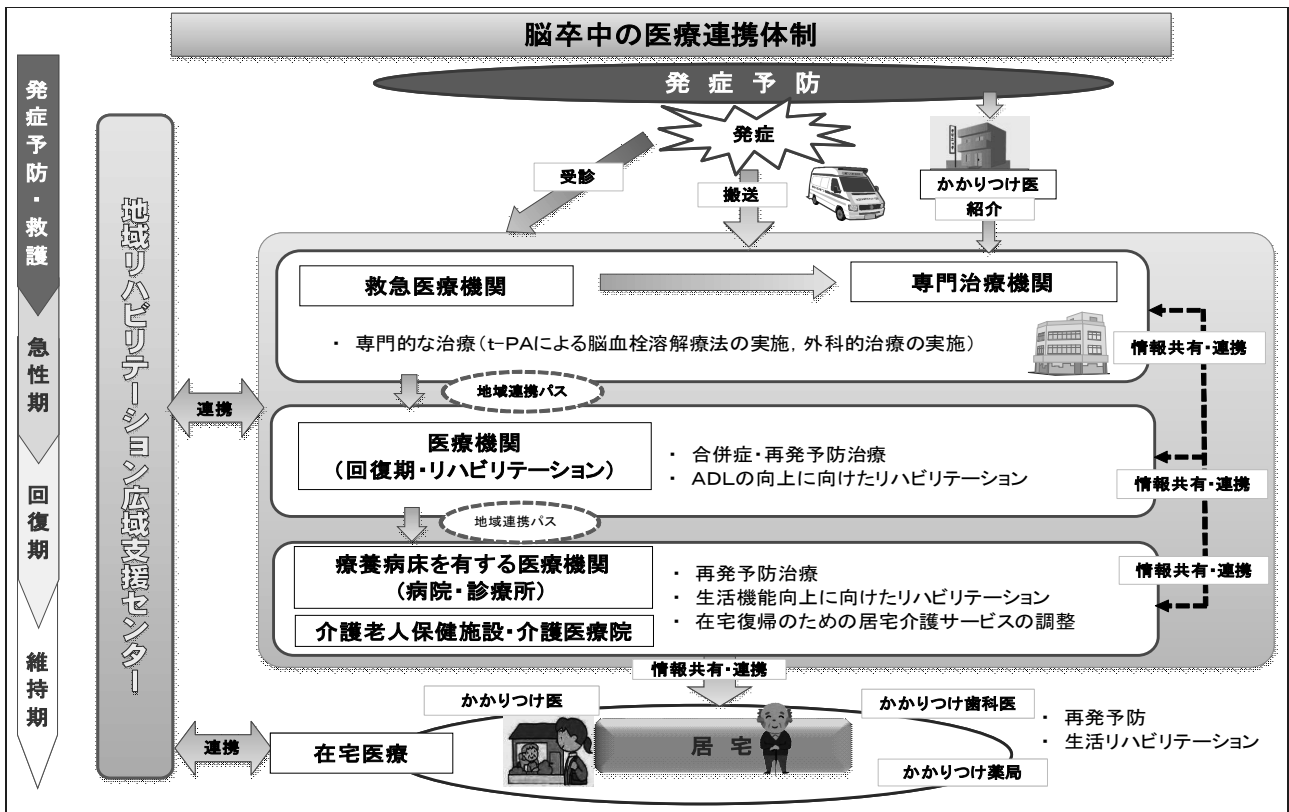 脳卒中の医療連携体制
発症予防
発症予防・救護
急性期
回復期
維持期
地域リハビリテーション広域支援センター
発症
受診
搬送
かかりつけ医
紹介
救急医療機関
専門治療機関
・ 専門的な治療（t-PAによる脳血栓溶解療法の実施，外科的治療の実施）
情報共有・連携
地域連携パス
連携
医療機関
（回復期・リハビリテーション）
・ 合併症・再発予防治療
・ ADLの向上に向けたリハビリテーション
情報共有・連携
地域連携パス
療養病床を有する医療機関
（病院・診療所）
介護老人保健施設・介護医療院
・ 再発予防治療
・ 生活機能向上に向けたリハビリテーション
・ 在宅復帰のための居宅介護サービスの調整
情報共有・連携
情報共有・連携
かかりつけ医
かかりつけ歯科医
居宅
連携
在宅医療
かかりつけ薬局
・ 再発予防
・ 生活リハビリテーション